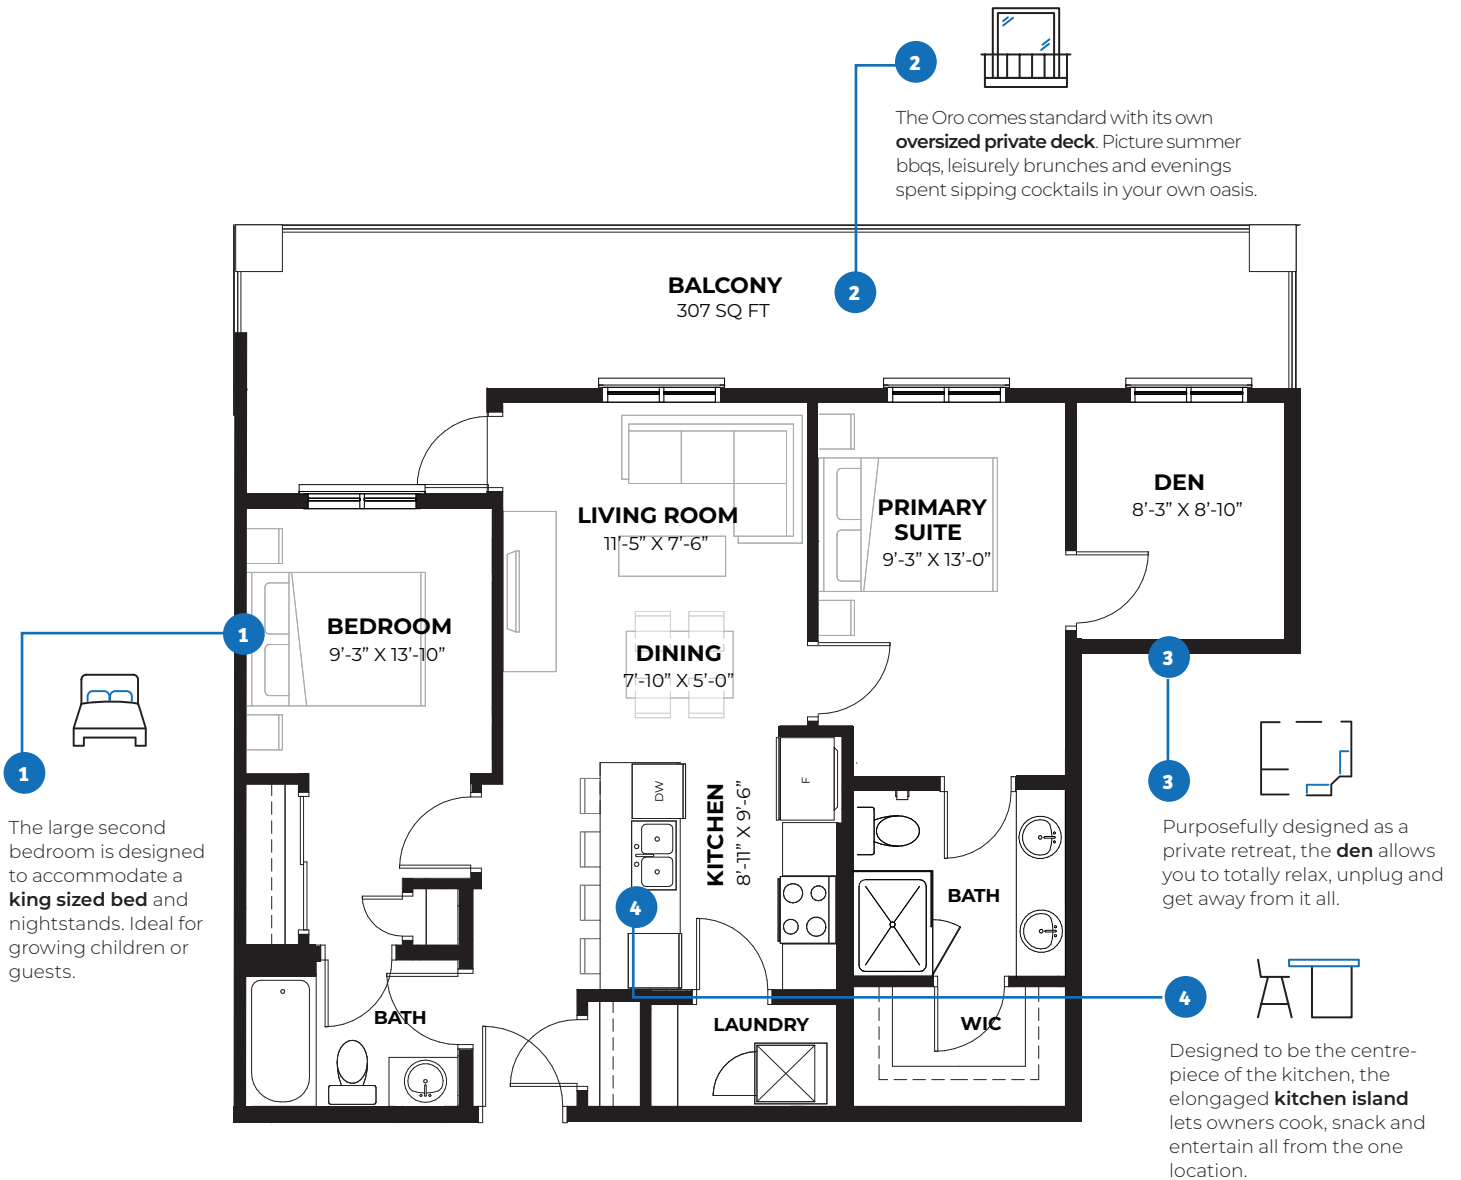 2
The Oro comes standard with its own
oversized private deck. Picture summer
bbqs, leisurely brunches and evenings
spent sipping cocktails in your own oasis.
BALCONY
307 SQ FT
2
LIVING ROOM
11'-5” X 7'-6”
PRIMARY
SUITE
9'-3” X 13'-0”
DEN
8'-3” X 8'-10”
1
BEDROOM
9'-3” X 13'-10”
DINING
7'-10” X 5'-0”
3
1
The large second
bedroom is designed
to accommodate a
king sized bed and
nightstands. Ideal for
growing children or
guests.
DW
F
KITCHEN
8'-11” X 9'-6”
4
BATH
3
Purposefully designed as a
private retreat, the den allows
you to totally relax, unplug and
get away from it all.
BATH
LAUNDRY
WIC
4
Designed to be the centre-
piece of the kitchen, the
elongaged kitchen island
lets owners cook, snack and
entertain all from the one
location.